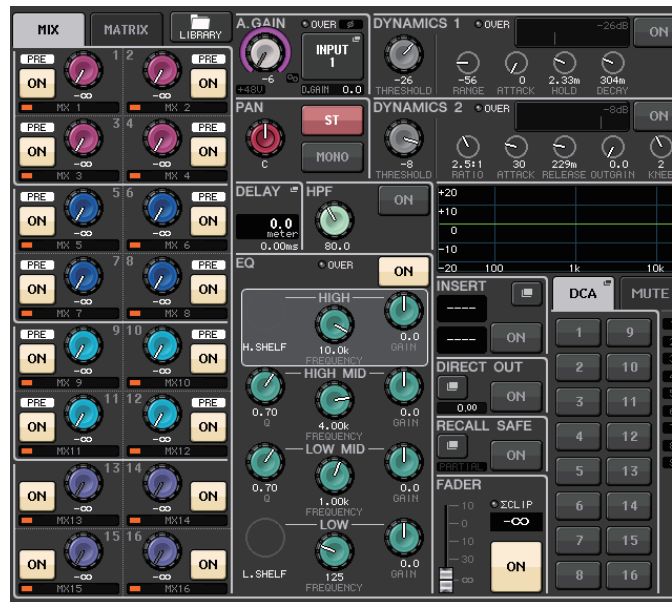 MIX MATRIX LIBRARY
PRE 1 2 PRE
ON -∞ -∞ ON
MX 1 MX 2
PRE 3 4 PRE
ON -∞ -∞ ON
MX 3 MX 4
PRE 5 6 PRE
ON -∞ -∞ ON
MX 5 MX 6
PRE 7 8 PRE
ON -∞ -∞ ON
MX 7 MX 8
PRE 9 10 PRE
ON -∞ -∞ ON
MX 9 MX10
PRE 11 12 PRE
ON -∞ -∞ ON
MX11 MX12
13 14
ON -∞ -∞ ON
MX13 MX14
15 16
ON -∞ -∞ ON
MX15 MX16
A.GAIN OVER ø
INPUT
1
-6
+48V D.GAIN 0.0
PAN
ST
MONO
C
DELAY HPF
ON
0.0
meter
0.00ms 80.0
EQ OVER ON
HIGH
H.SHELF 10.0k 0.0
FREQUENCY GAIN
HIGH MID
0.70 4.00k 0.0
Q FREQUENCY GAIN
LOW MID
0.70 1.00k 0.0
Q FREQUENCY GAIN
LOW
L.SHELF 125 0.0
FREQUENCY GAIN
DYNAMICS 1 OVER -26dB ON
-26 -56 0 2.33m 304m
THRESHOLD RANGE ATTACK HOLD DECAY
DYNAMICS 2 OVER -8dB ON
-8 2.5:1 30 229m 0.0 2
THRESHOLD RATIO ATTACK RELEASE OUTGAIN KNEE
+20
+10
0
-10
-20 100 1k 10k
INSERT
----
---- ON
DIRECT OUT
0.00 ON
RECALL SAFE
PARTIAL ON
FADER
10 ΣCLIP
0 -∞
10
30 ON
∞
DCA MUTE
1 9
2 10
3 11
4 12
5 13
6 14
7 15
8 16